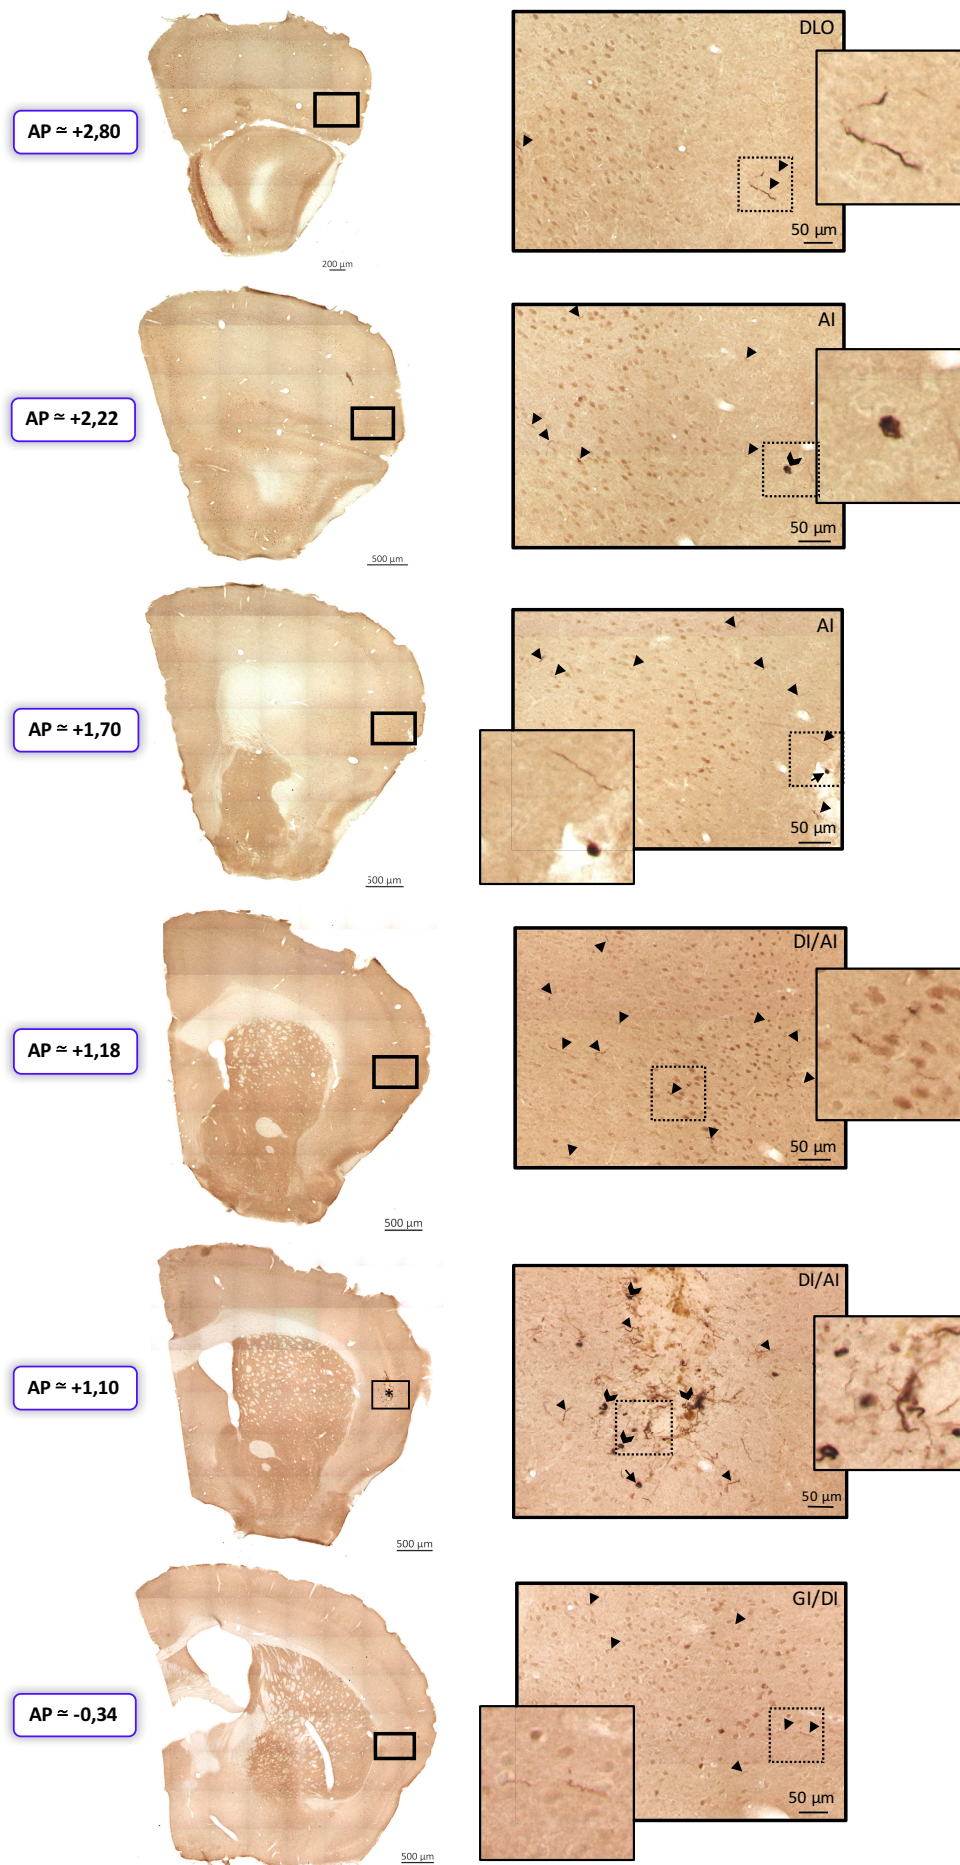 DLO
AP ≃ +2,80
50 µm
200 µm
AI
AP ≃ +2,22
50 µm
500 µm
AI
AP ≃ +1,70
50 µm
500 µm
DI/AI
AP ≃ +1,18
50 µm
500 µm
DI/AI
AP ≃ +1,10
*
50 µm
500 µm
GI/DI
AP ≃ -0,34
50 µm
500 µm